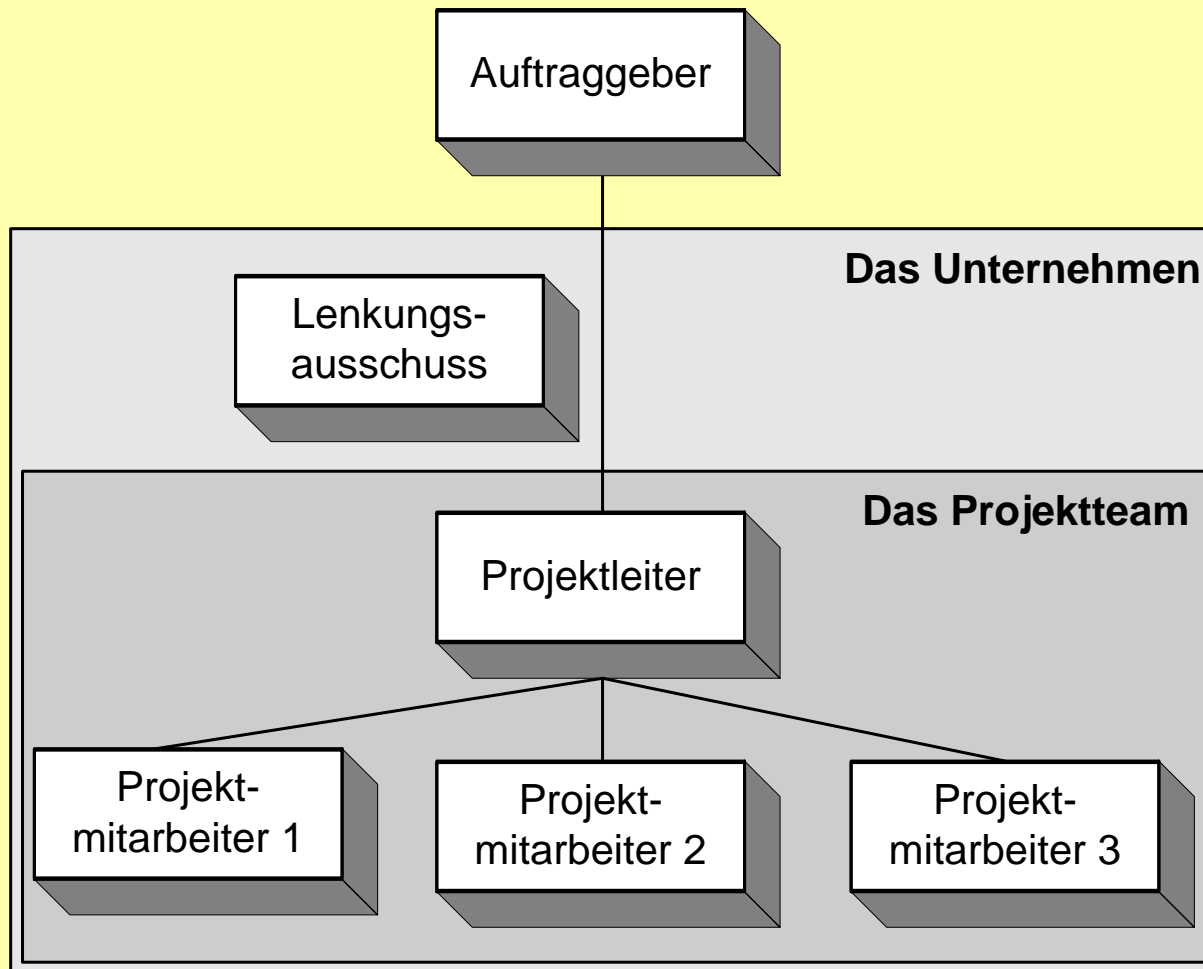 Auftraggeber
Das Unternehmen
Lenkungs-
ausschuss
Das Projektteam
Projektleiter
Projekt-
mitarbeiter 1
Projekt-
mitarbeiter 2
Projekt-
mitarbeiter 3